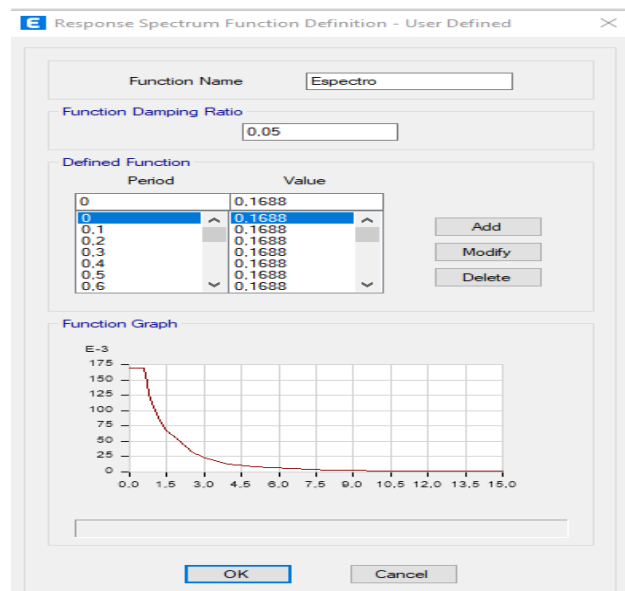 E Response Spectrum Function Definition - User Defined
Function Name Espectro
Function Damping Ratio
0,05
Defined Function
Period Value
0 0,1688
0 0,1688
0,1 0,1688
0,2 0,1688
0,3 0,1688
0,4 0,1688
0,5 0,1688
0,6 0,1688
Add
Modify
Delete
Function Graph
E-3
175
150
125
100
75
50
25
0
0,0 1,5 3,0 4,5 6,0 7,5 9,0 10,5 12,0 13,5 15,0
OK Cancel